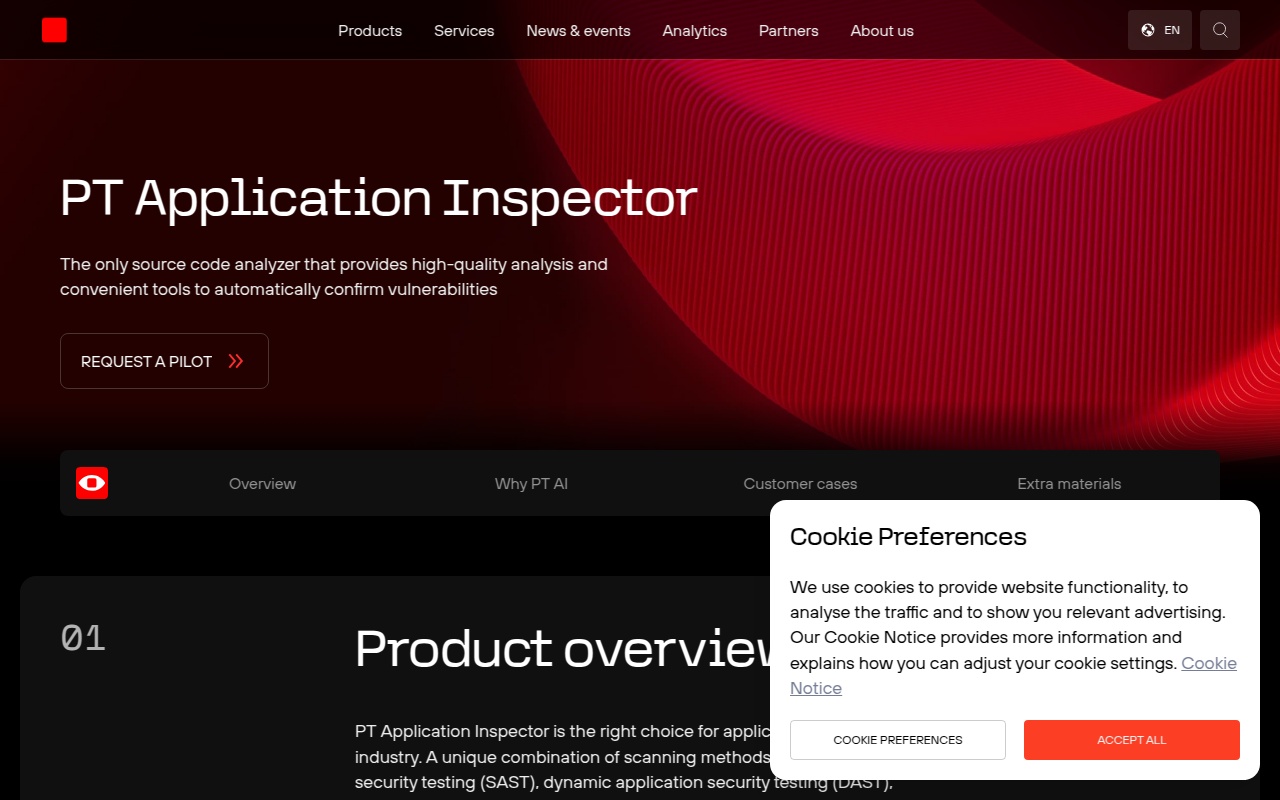 Products Services News & events Analytics Partners About us EN
PT Application Inspector
The only source code analyzer that provides high-quality analysis and
convenient tools to automatically confirm vulnerabilities
REQUEST A PILOT
Overview Why PT AI Customer cases Extra materials
01
Product overview
PT Application Inspector is the right choice for
industry. A unique combination of scanning methods
security testing (SAST), dynamic application security testing (DAST),
Cookie Preferences
We use cookies to provide website functionality, to
analyse the traffic and to show you relevant advertising.
Our Cookie Notice provides more information and
explains how you can adjust your cookie settings. Cookie
Notice
COOKIE PREFERENCES ACCEPT ALL